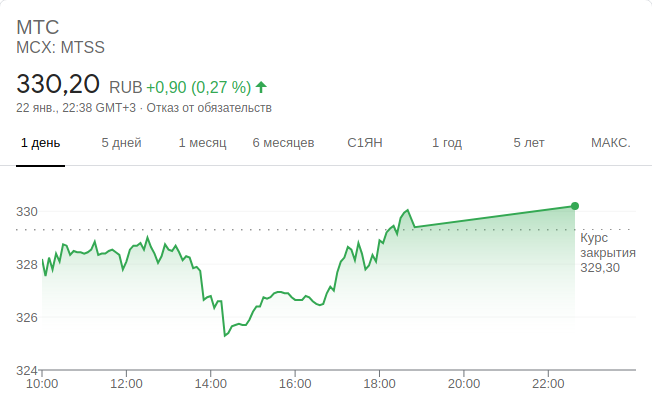 МТС
MCX: MTSS
330,20 RUB +0,90 (0,27 %)
22 янв., 22:38 GMT+3 · Отказ от обязательств
1 день 5 дней 1 месяц 6 месяцев С1ЯН 1 год 5 лет МАКС.
330
328
326
324
Курс
закрытия
329,30
10:00 12:00 14:00 16:00 18:00 20:00 22:00